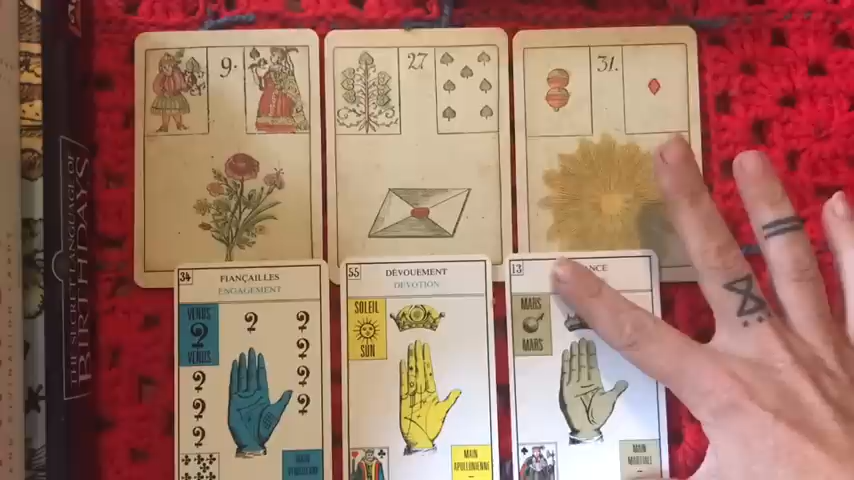 THE SECRET LANGUAGE OF
BIRTHDAYS
9.
27
31.
34
FIANÇAILLES
ENGAGEMENT
VENUS
2
VENUS
55
DÉVOUEMENT
DEVOTION
SOLEIL
SUN
MAIN
APOLLONIENNE
13
MARS
MARS
MAIN